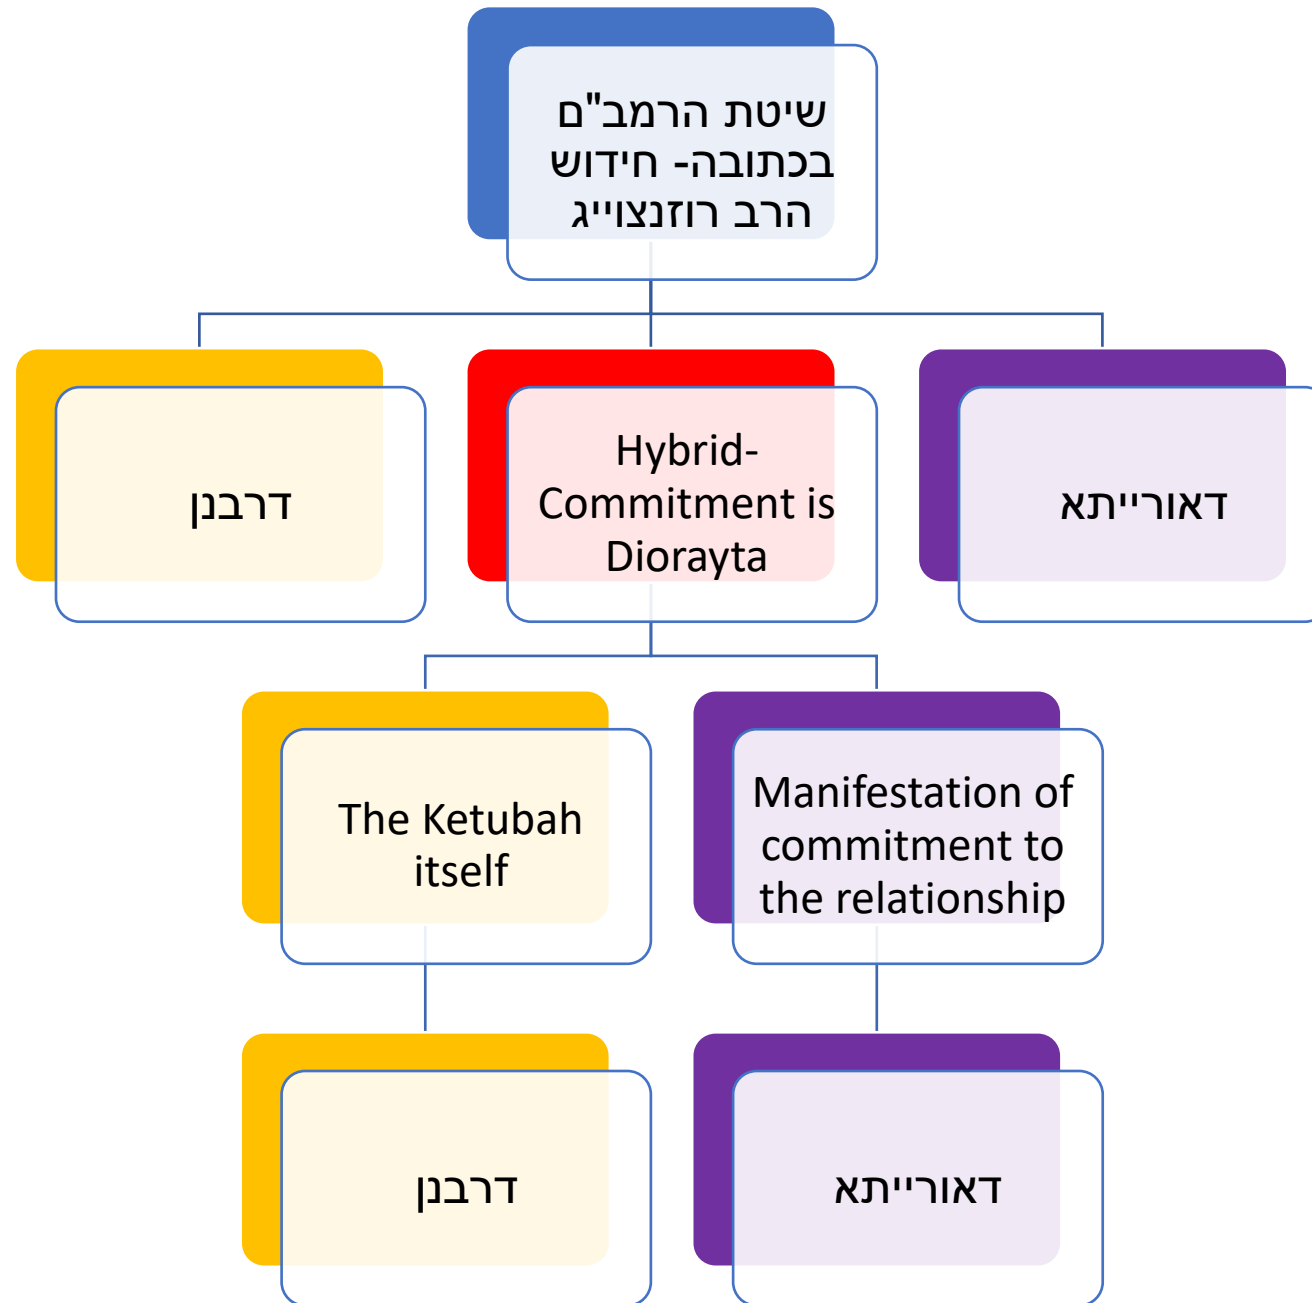 שיטת הרמב"ם
בכתובה- חידוש
הרב רוזנצוייג
דרבנן
Hybrid-
Commitment is
Diorayta
דאורייתא
The Ketubah
itself
Manifestation of
commitment to
the relationship
דרבנן
דאורייתא